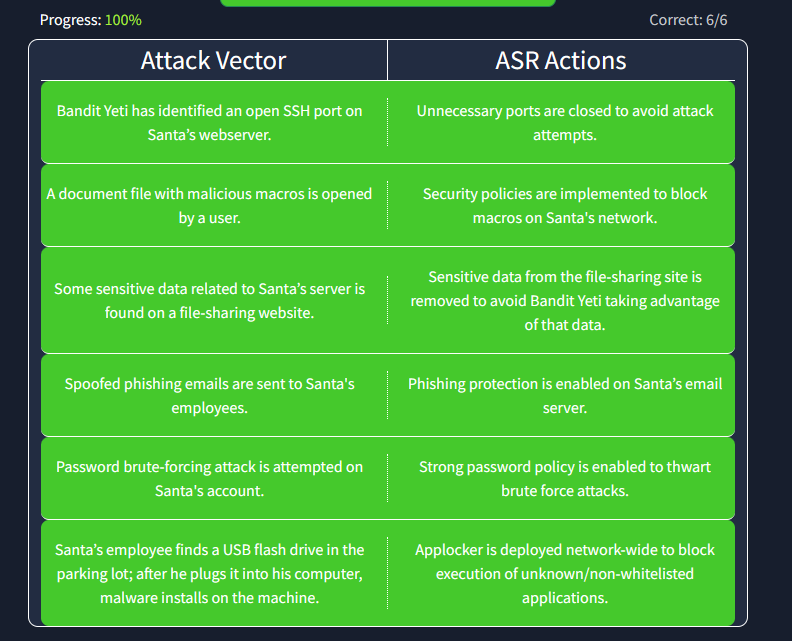 Progress: 100%
Correct: 6/6
Attack Vector
ASR Actions
Bandit Yeti has identified an open SSH port on
Santa’s webserver.
Unnecessary ports are closed to avoid attack
attempts.
A document file with malicious macros is opened
by a user.
Security policies are implemented to block
macros on Santa's network.
Some sensitive data related to Santa’s server is
found on a file-sharing website.
Sensitive data from the file-sharing site is
removed to avoid Bandit Yeti taking advantage
of that data.
Spoofed phishing emails are sent to Santa's
employees.
Phishing protection is enabled on Santa’s email
server.
Password brute-forcing attack is attempted on
Santa's account.
Strong password policy is enabled to thwart
brute force attacks.
Santa’s employee finds a USB flash drive in the
parking lot; after he plugs it into his computer,
malware installs on the machine.
Applocker is deployed network-wide to block
execution of unknown/non-whitelisted
applications.